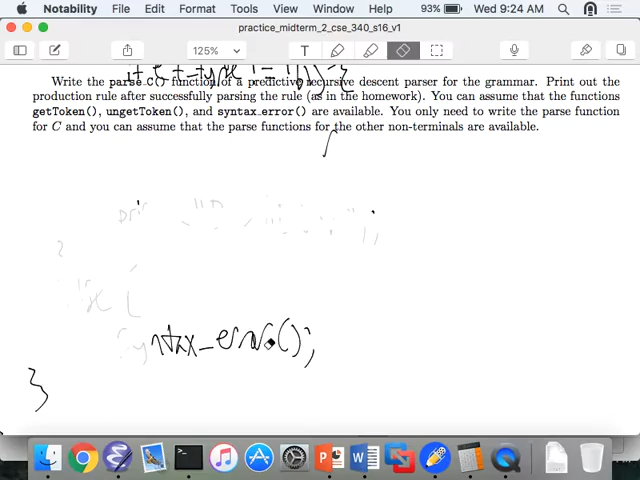 Notability File Edit View Window Help 93% Wed 9:24 AM
practice_midterm_2_cse_340_s16_v1
125% T
if (t_type !=
Write the parse_C() function of a predictive recursive descent parser for the grammar. Print out the
production rule after successfully parsing the rule (as in the homework). You can assume that the functions
getToken(), ungetToken(), and syntax_error() are available. You only need to write the parse function
for C and you can assume that the parse functions for the other non-terminals are available.
syntax_error();
}